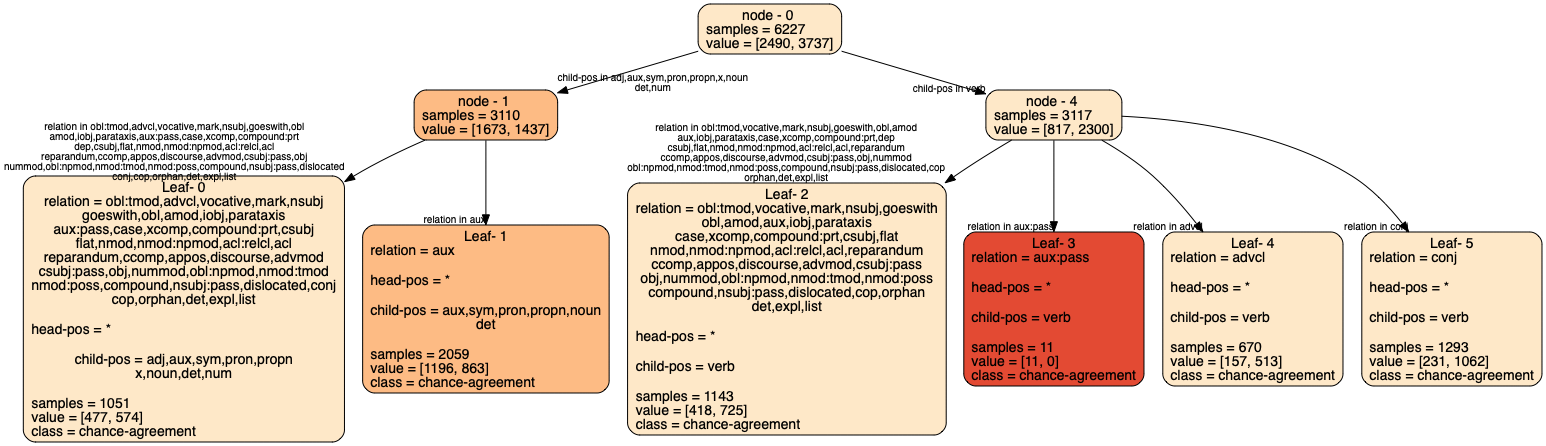 node - 0
samples = 6227
value = [2490, 3737]
child-pos in adj,aux,sym,pron,propn,x,noun
det,num
child-pos in verb
node - 1
samples = 3110
value = [1673, 1437]
node - 4
samples = 3117
value = [817, 2300]
relation in obl:tmod,advcl,vocative,mark,nsubj,goeswith,obl
amod,iobj,parataxis,aux:pass,case,xcomp,compound:prt
dep,csubj,flat,nmod,nmod:npmod,acl:relcl,acl
reparandum,ccomp,appos,discourse,advmod,csubj:pass,obj
nummod,obl:npmod,nmod:tmod,nmod:poss,compound,nsubj:pass,dislocated
conj,cop,orphan,det,expl,list
Leaf- 0
relation = obl:tmod,advcl,vocative,mark,nsubj
goeswith,obl,amod,iobj,parataxis
aux:pass,case,xcomp,compound:prt,csubj
flat,nmod,nmod:npmod,acl:relcl,acl
reparandum,ccomp,appos,discourse,advmod
csubj:pass,obj,nummod,obl:npmod,nmod:tmod
nmod:poss,compound,nsubj:pass,dislocated,conj
cop,orphan,det,expl,list
head-pos = *
child-pos = adj,aux,sym,pron,propn
x,noun,det,num
samples = 1051
value = [477, 574]
class = chance-agreement
relation in aux
Leaf- 1
relation = aux
head-pos = *
child-pos = aux,sym,pron,propn,noun
det
samples = 2059
value = [1196, 863]
class = chance-agreement
relation in obl:tmod,vocative,mark,nsubj,goeswith,obl,amod
aux,iobj,parataxis,case,xcomp,compound:prt,dep
csubj,flat,nmod,nmod:npmod,acl:relcl,acl,reparandum
ccomp,appos,discourse,advmod,csubj:pass,obj,nummod
obl:npmod,nmod:tmod,nmod:poss,compound,nsubj:pass,dislocated,cop
orphan,det,expl,list
Leaf- 2
relation = obl:tmod,vocative,mark,nsubj,goeswith
obl,amod,aux,iobj,parataxis
case,xcomp,compound:prt,csubj,flat
nmod,nmod:npmod,acl:relcl,acl,reparandum
ccomp,appos,discourse,advmod,csubj:pass
obj,nummod,obl:npmod,nmod:tmod,nmod:poss
compound,nsubj:pass,dislocated,cop,orphan
det,expl,list
head-pos = *
child-pos = verb
samples = 1143
value = [418, 725]
class = chance-agreement
relation in aux:pass
Leaf- 3
relation = aux:pass
head-pos = *
child-pos = verb
samples = 11
value = [11, 0]
class = chance-agreement
relation in advcl
Leaf- 4
relation = advcl
head-pos = *
child-pos = verb
samples = 670
value = [157, 513]
class = chance-agreement
relation in conj
Leaf- 5
relation = conj
head-pos = *
child-pos = verb
samples = 1293
value = [231, 1062]
class = chance-agreement